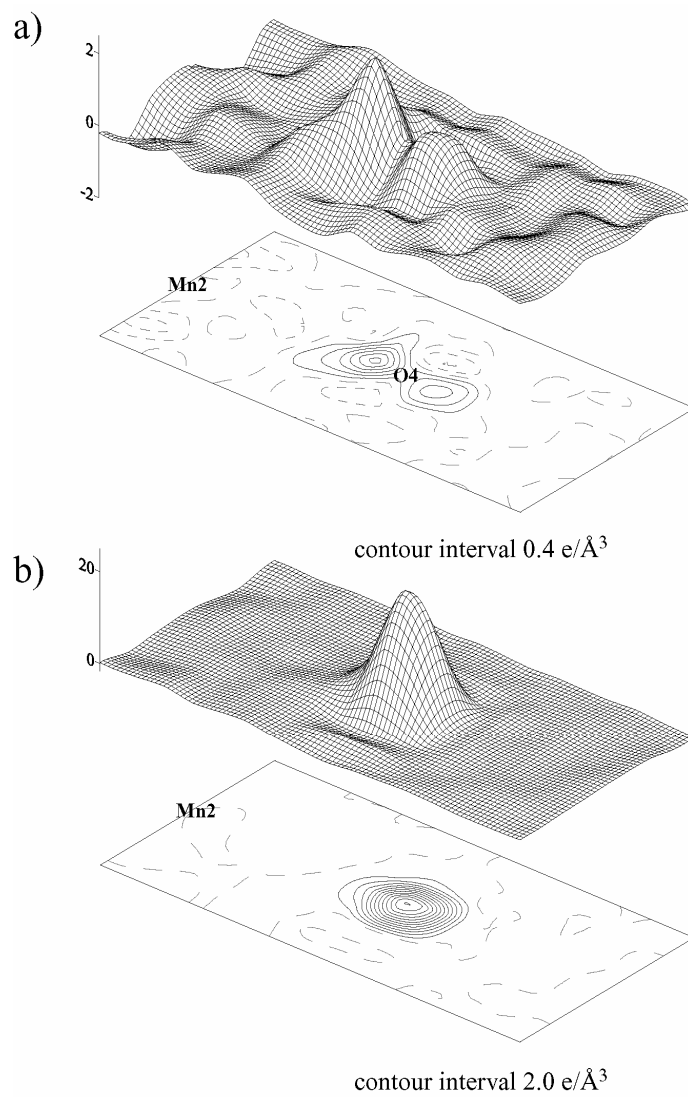 a)
2
0
-2
Mn2
O4
contour interval 0.4 e/Å³
b)
20
0
Mn2
contour interval 2.0 e/Å³